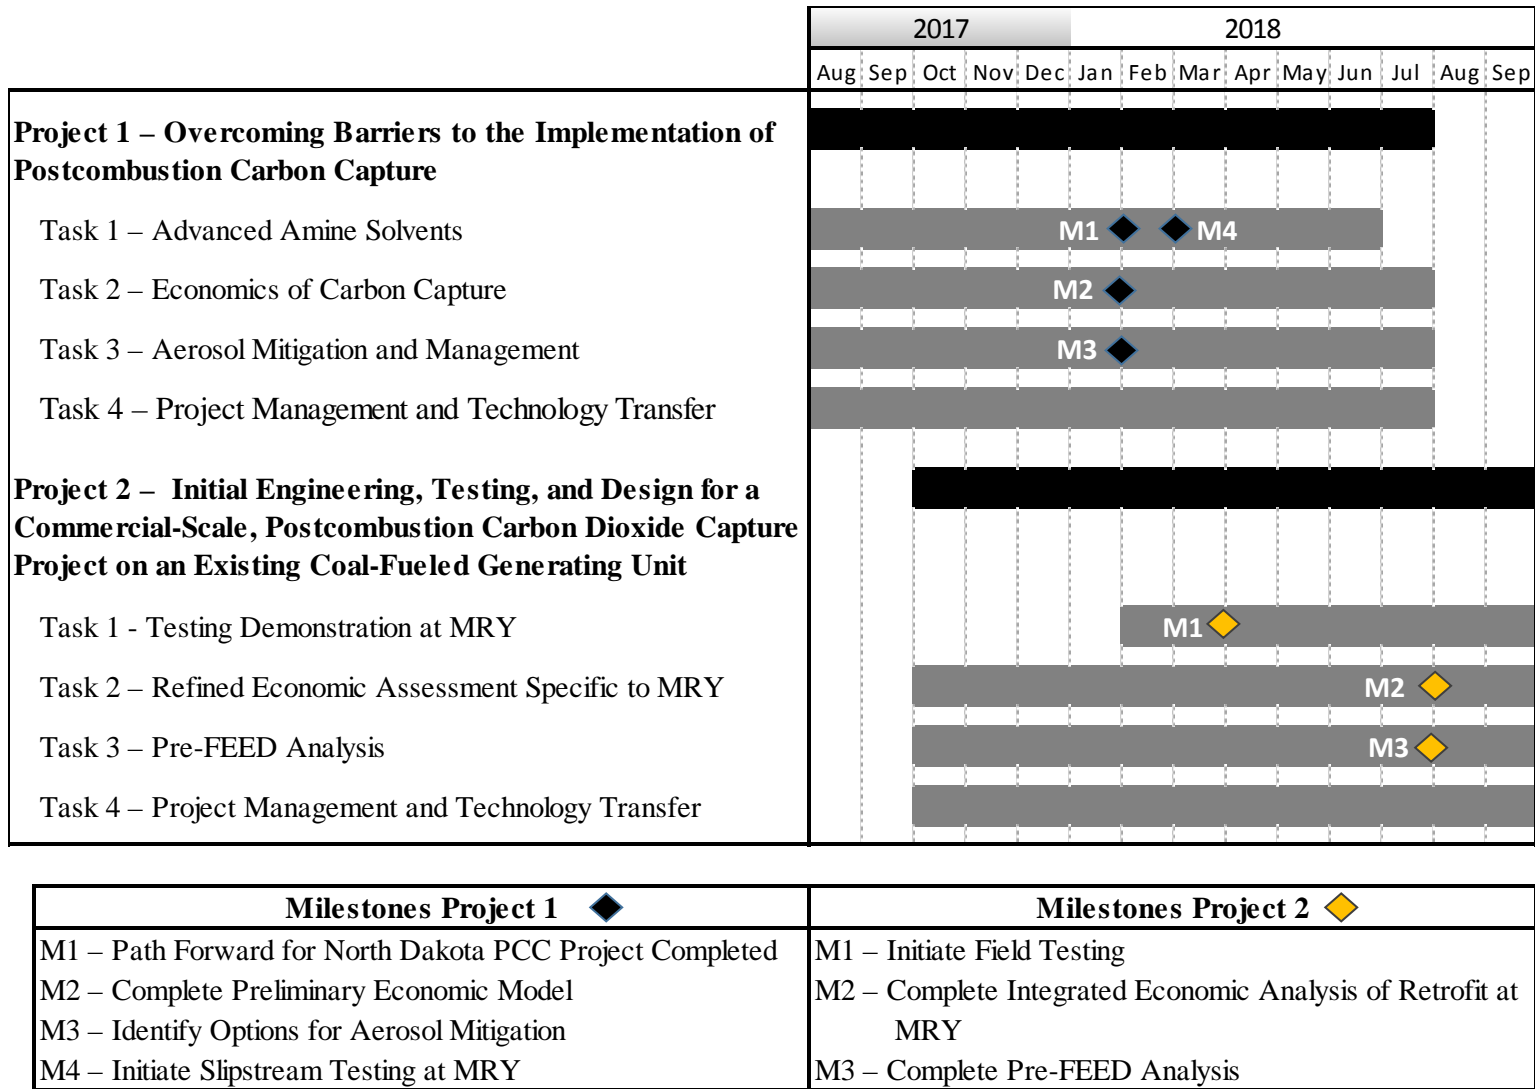 2017 2018
Aug Sep Oct Nov Dec Jan Feb Mar Apr May Jun Jul Aug Sep
Project 1 – Overcoming Barriers to the Implementation of
Postcombustion Carbon Capture
Task 1 – Advanced Amine Solvents M1 M4
Task 2 – Economics of Carbon Capture M2
Task 3 – Aerosol Mitigation and Management M3
Task 4 – Project Management and Technology Transfer
Project 2 – Initial Engineering, Testing, and Design for a
Commercial-Scale, Postcombustion Carbon Dioxide Capture
Project on an Existing Coal-Fueled Generating Unit
Task 1 - Testing Demonstration at MRY M1
Task 2 – Refined Economic Assessment Specific to MRY M2
Task 3 – Pre-FEED Analysis M3
Task 4 – Project Management and Technology Transfer
Milestones Project 1
M1 – Path Forward for North Dakota PCC Project Completed
M2 – Complete Preliminary Economic Model
M3 – Identify Options for Aerosol Mitigation
M4 – Initiate Slipstream Testing at MRY
Milestones Project 2
M1 – Initiate Field Testing
M2 – Complete Integrated Economic Analysis of Retrofit at
MRY
M3 – Complete Pre-FEED Analysis